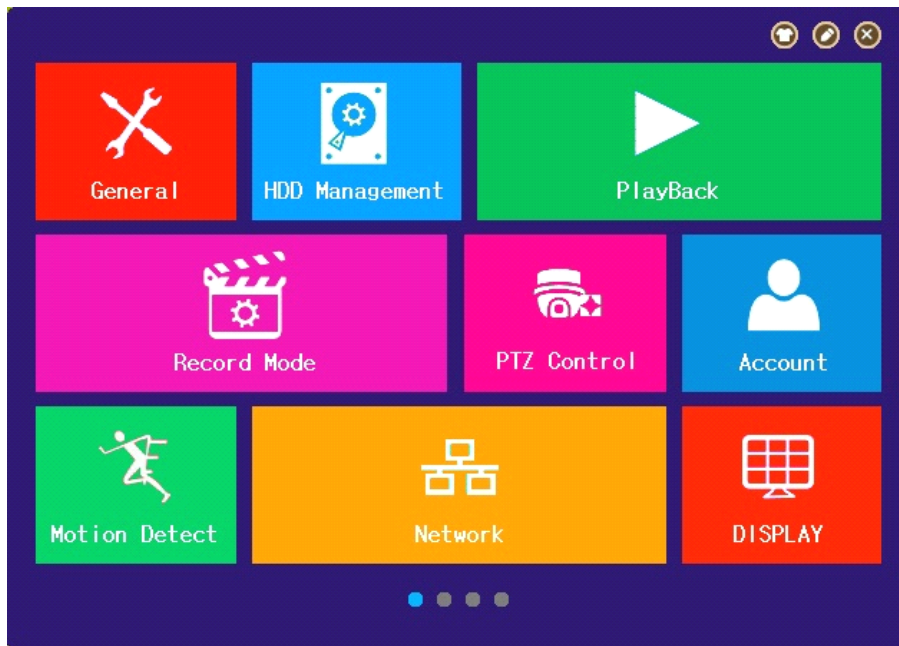 General
HDD Management
PlayBack
Record Mode
PTZ Control
Account
Motion Detect
Network
DISPLAY